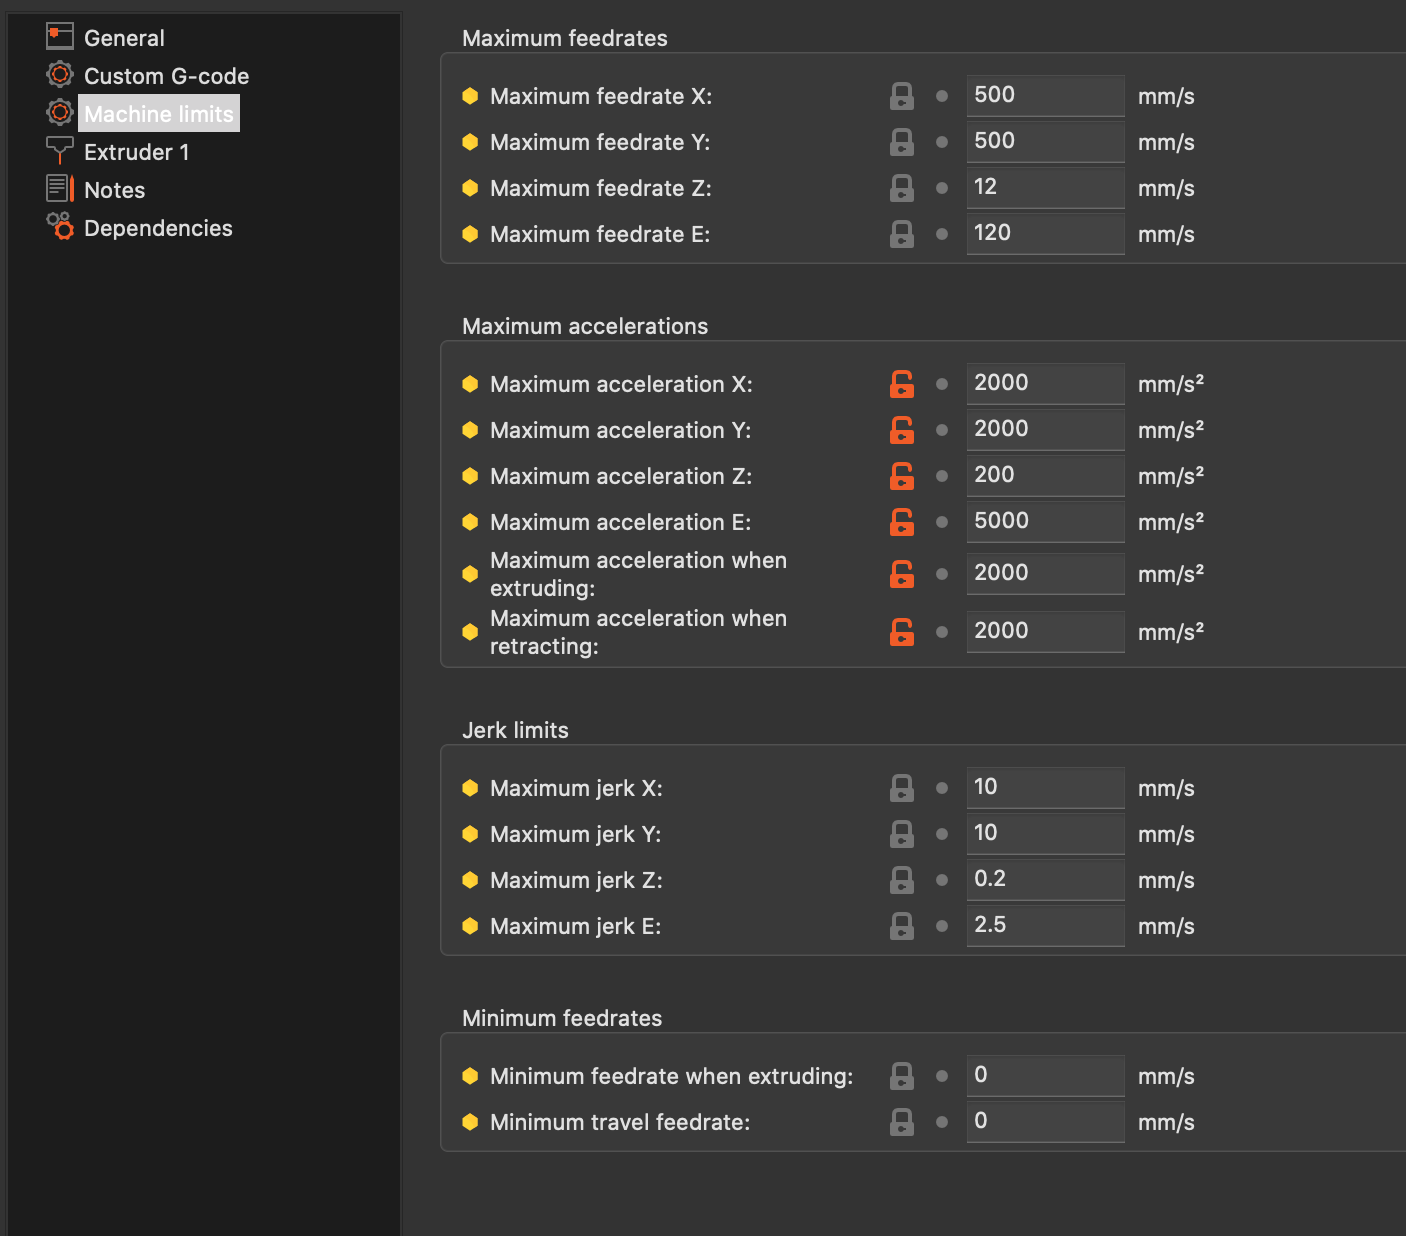 General
Custom G-code
Machine limits
Extruder 1
Notes
Dependencies
Maximum feedrates
Maximum feedrate X: 500 mm/s
Maximum feedrate Y: 500 mm/s
Maximum feedrate Z: 12 mm/s
Maximum feedrate E: 120 mm/s
Maximum accelerations
Maximum acceleration X: 2000 mm/s²
Maximum acceleration Y: 2000 mm/s²
Maximum acceleration Z: 200 mm/s²
Maximum acceleration E: 5000 mm/s²
Maximum acceleration when
extruding: 2000 mm/s²
Maximum acceleration when
retracting: 2000 mm/s²
Jerk limits
Maximum jerk X: 10 mm/s
Maximum jerk Y: 10 mm/s
Maximum jerk Z: 0.2 mm/s
Maximum jerk E: 2.5 mm/s
Minimum feedrates
Minimum feedrate when extruding: 0 mm/s
Minimum travel feedrate: 0 mm/s